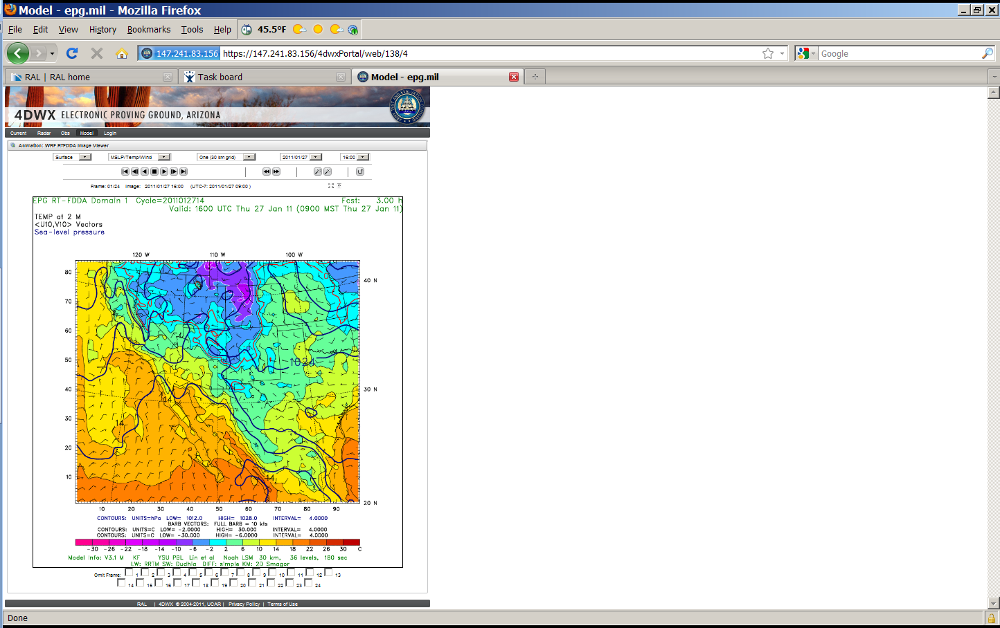 Model - epg.mil - Mozilla Firefox
File Edit View History Bookmarks Tools Help 45.5°F
147.241.83.156 https://147.241.83.156/4dwxPortal/web/138/4 Google
RAL | RAL home Task board Model - epg.mil
4DWX ELECTRONIC PROVING GROUND, ARIZONA
Current Radar Obs Model Login
Animation: WRF RTFDDA Image Viewer
Surface MSLP/Temp/Wind One (30 km grid) 2011/01/27 16:00
Frame: 01/24 Image: 2011/01/27 16:00 (UTC-7: 2011/01/27 09:00 )
EPG RT-FDDA Domain 1 Cycle=2011012714 Fcst: 3.00 h
Valid: 1600 UTC Thu 27 Jan 11 (0900 MST Thu 27 Jan 11)
TEMP at 2 M
<U10,V10> Vectors
Sea-level pressure
120 W 110 W 100 W
80
40 N
70
60
50
1024
40
30 N
14
30
14
20
10
14
20 N
10 20 30 40 50 60 70 80 90
CONTOURS: UNITS=hPa LOW= 1012.0 HIGH= 1028.0 INTERVAL= 4.0000
BARB VECTORS: FULL BARB = 10 kts
CONTOURS: UNITS=C LOW= -2.0000 HIGH= 30.000 INTERVAL= 4.0000
CONTOURS: UNITS=C LOW= -30.000 HIGH= -6.0000 INTERVAL= 4.0000
-30 -26 -22 -18 -14 -10 -6 -2 2 6 10 14 18 22 26 30 C
Model Info: V3.1 M KF YSU PBL Lin et al Noah LSM 30 km, 36 levels, 180 sec
LW: RRTM SW: Dudhia DIFF: simple KM: 2D Smagor
Omit Frame: 1 2 3 4 5 6 7 8 9 10 11 12 13
14 15 16 17 18 19 20 21 22 23 24
RAL | 4DWX © 2004-2011, UCAR | Privacy Policy | Terms of Use
Done